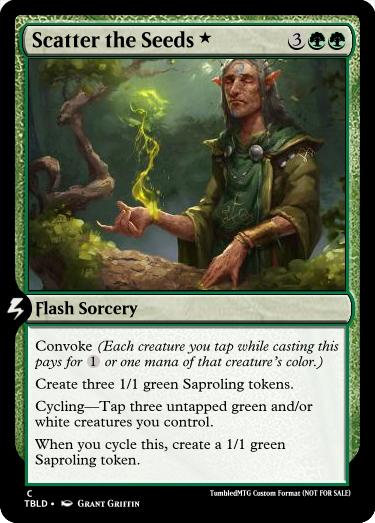 Scatter the Seeds ★ 3
Flash Sorcery
Convoke (Each creature you tap while casting this
pays for 1 or one mana of that creature's color.)
Create three 1/1 green Saproling tokens.
Cycling—Tap three untapped green and/or
white creatures you control.
When you cycle this, create a 1/1 green
Saproling token.
C
TBLD • Grant Griffin
TumbledMTG Custom Format (NOT FOR SALE)